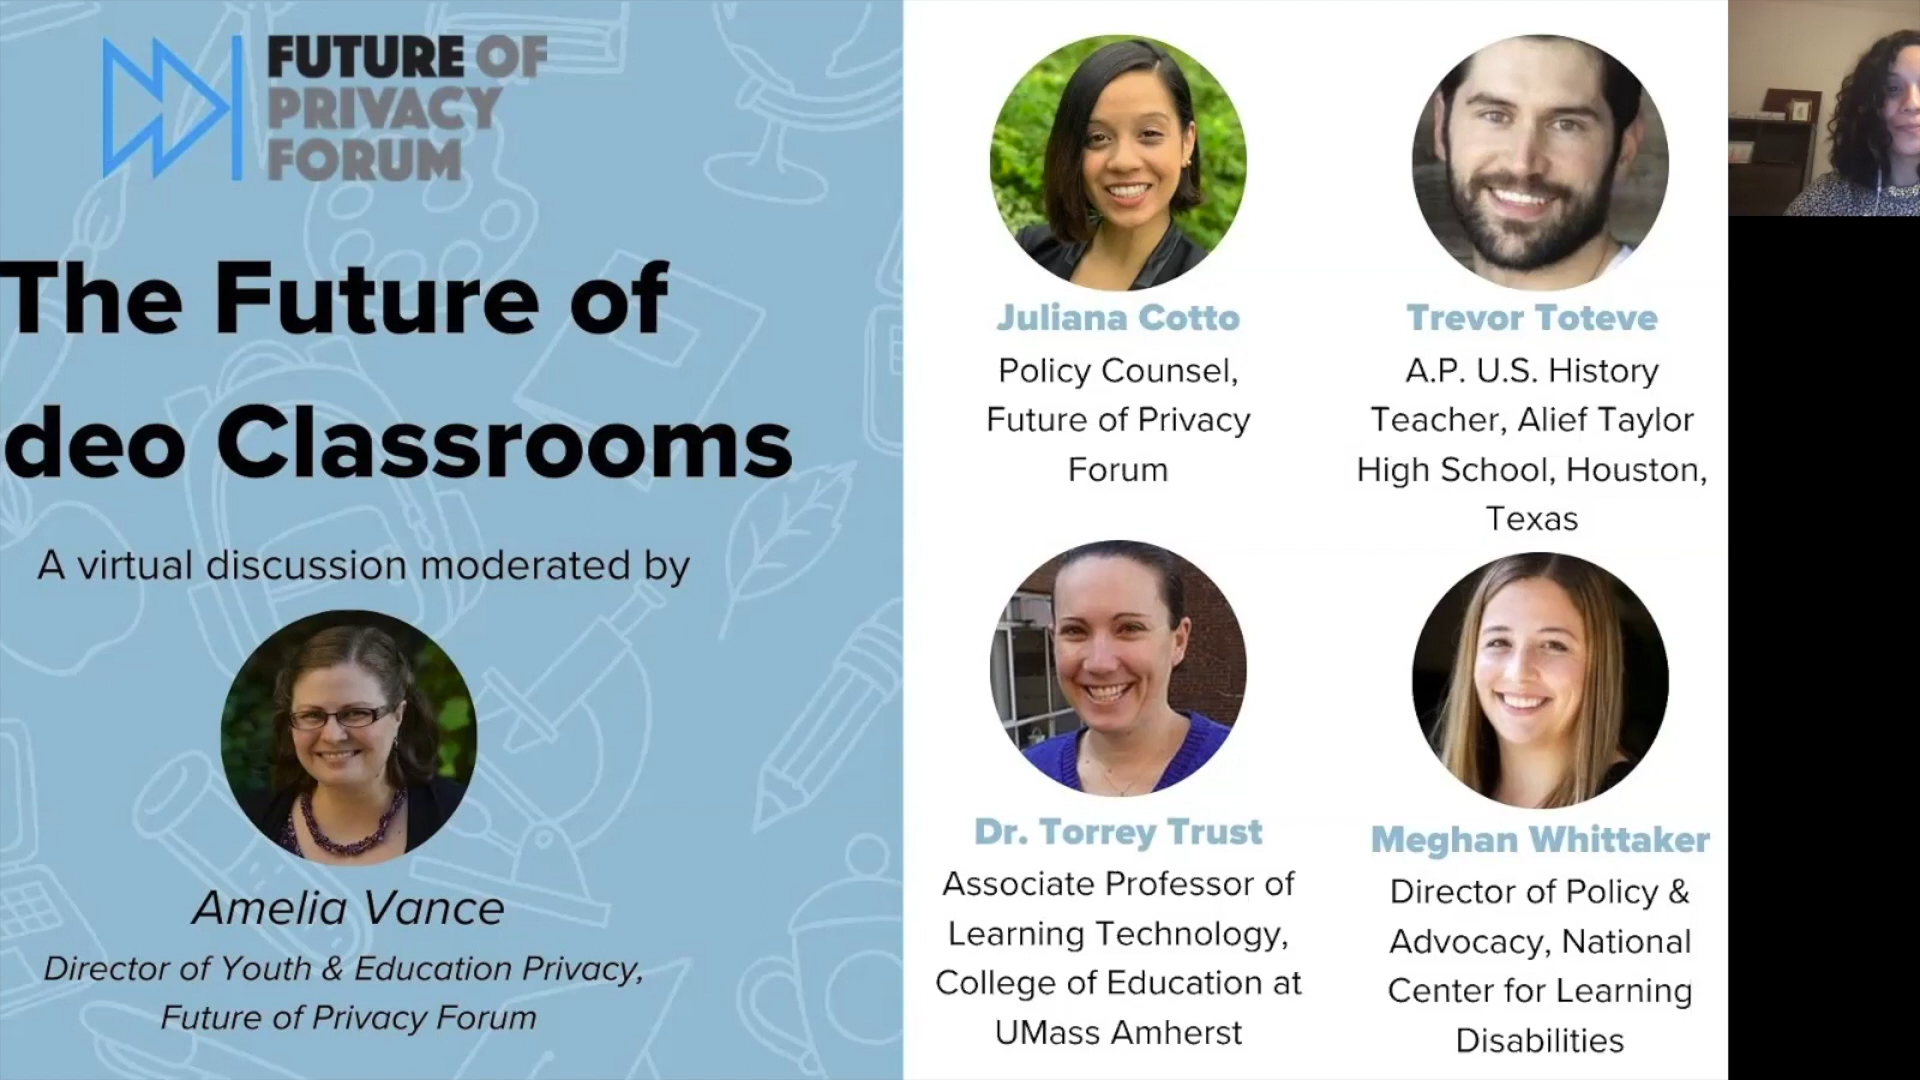 FUTURE OF
PRIVACY
FORUM
The Future of
deo Classrooms
A virtual discussion moderated by
Amelia Vance
Director of Youth & Education Privacy,
Future of Privacy Forum
Juliana Cotto
Policy Counsel,
Future of Privacy
Forum
Trevor Toteve
A.P. U.S. History
Teacher, Alief Taylor
High School, Houston,
Texas
Dr. Torrey Trust
Associate Professor of
Learning Technology,
College of Education at
UMass Amherst
Meghan Whittaker
Director of Policy &
Advocacy, National
Center for Learning
Disabilities